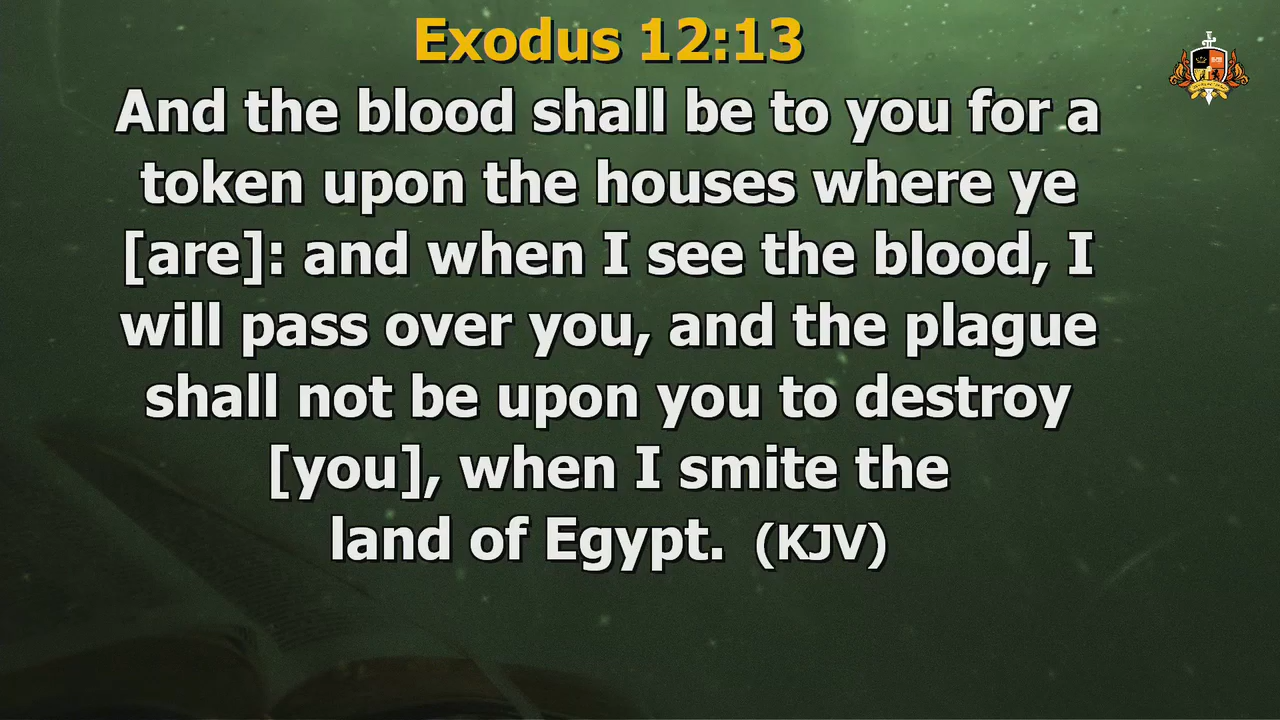 Exodus 12:13
And the blood shall be to you for a
token upon the houses where ye
[are]: and when I see the blood, I
will pass over you, and the plague
shall not be upon you to destroy
[you], when I smite the
land of Egypt. (KJV)